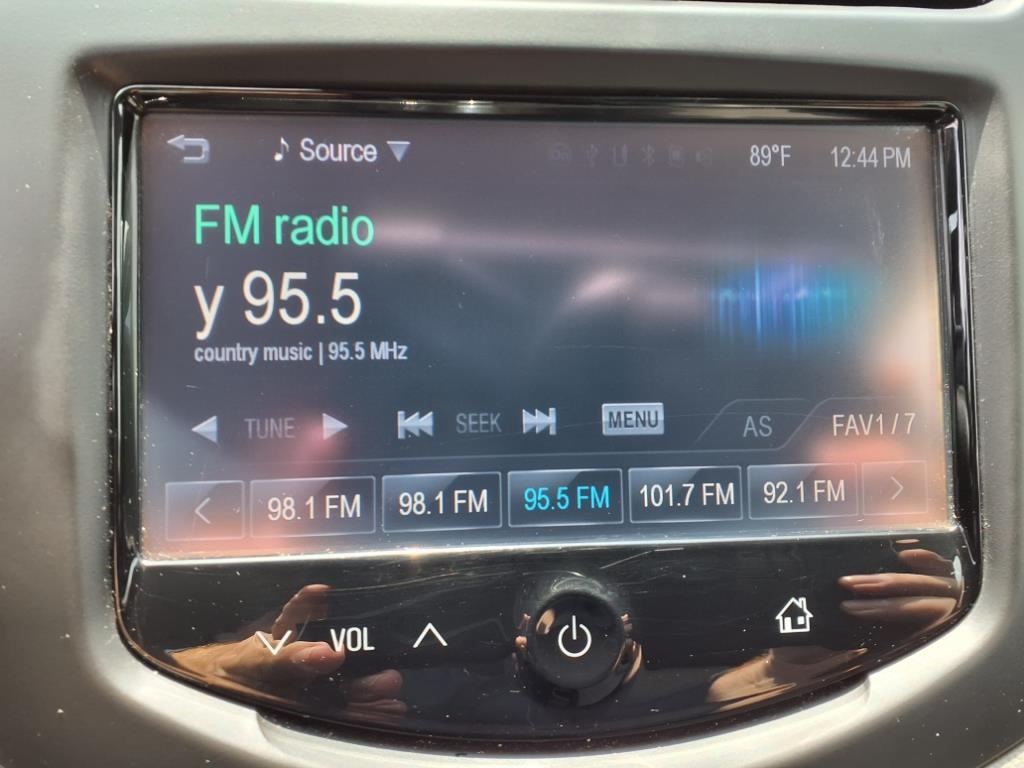 Source 89°F 12:44 PM
FM radio
y 95.5
country music | 95.5 MHz
TUNE SEEK MENU AS FAV1 / 7
98.1 FM 98.1 FM 95.5 FM 101.7 FM 92.1 FM
VOL